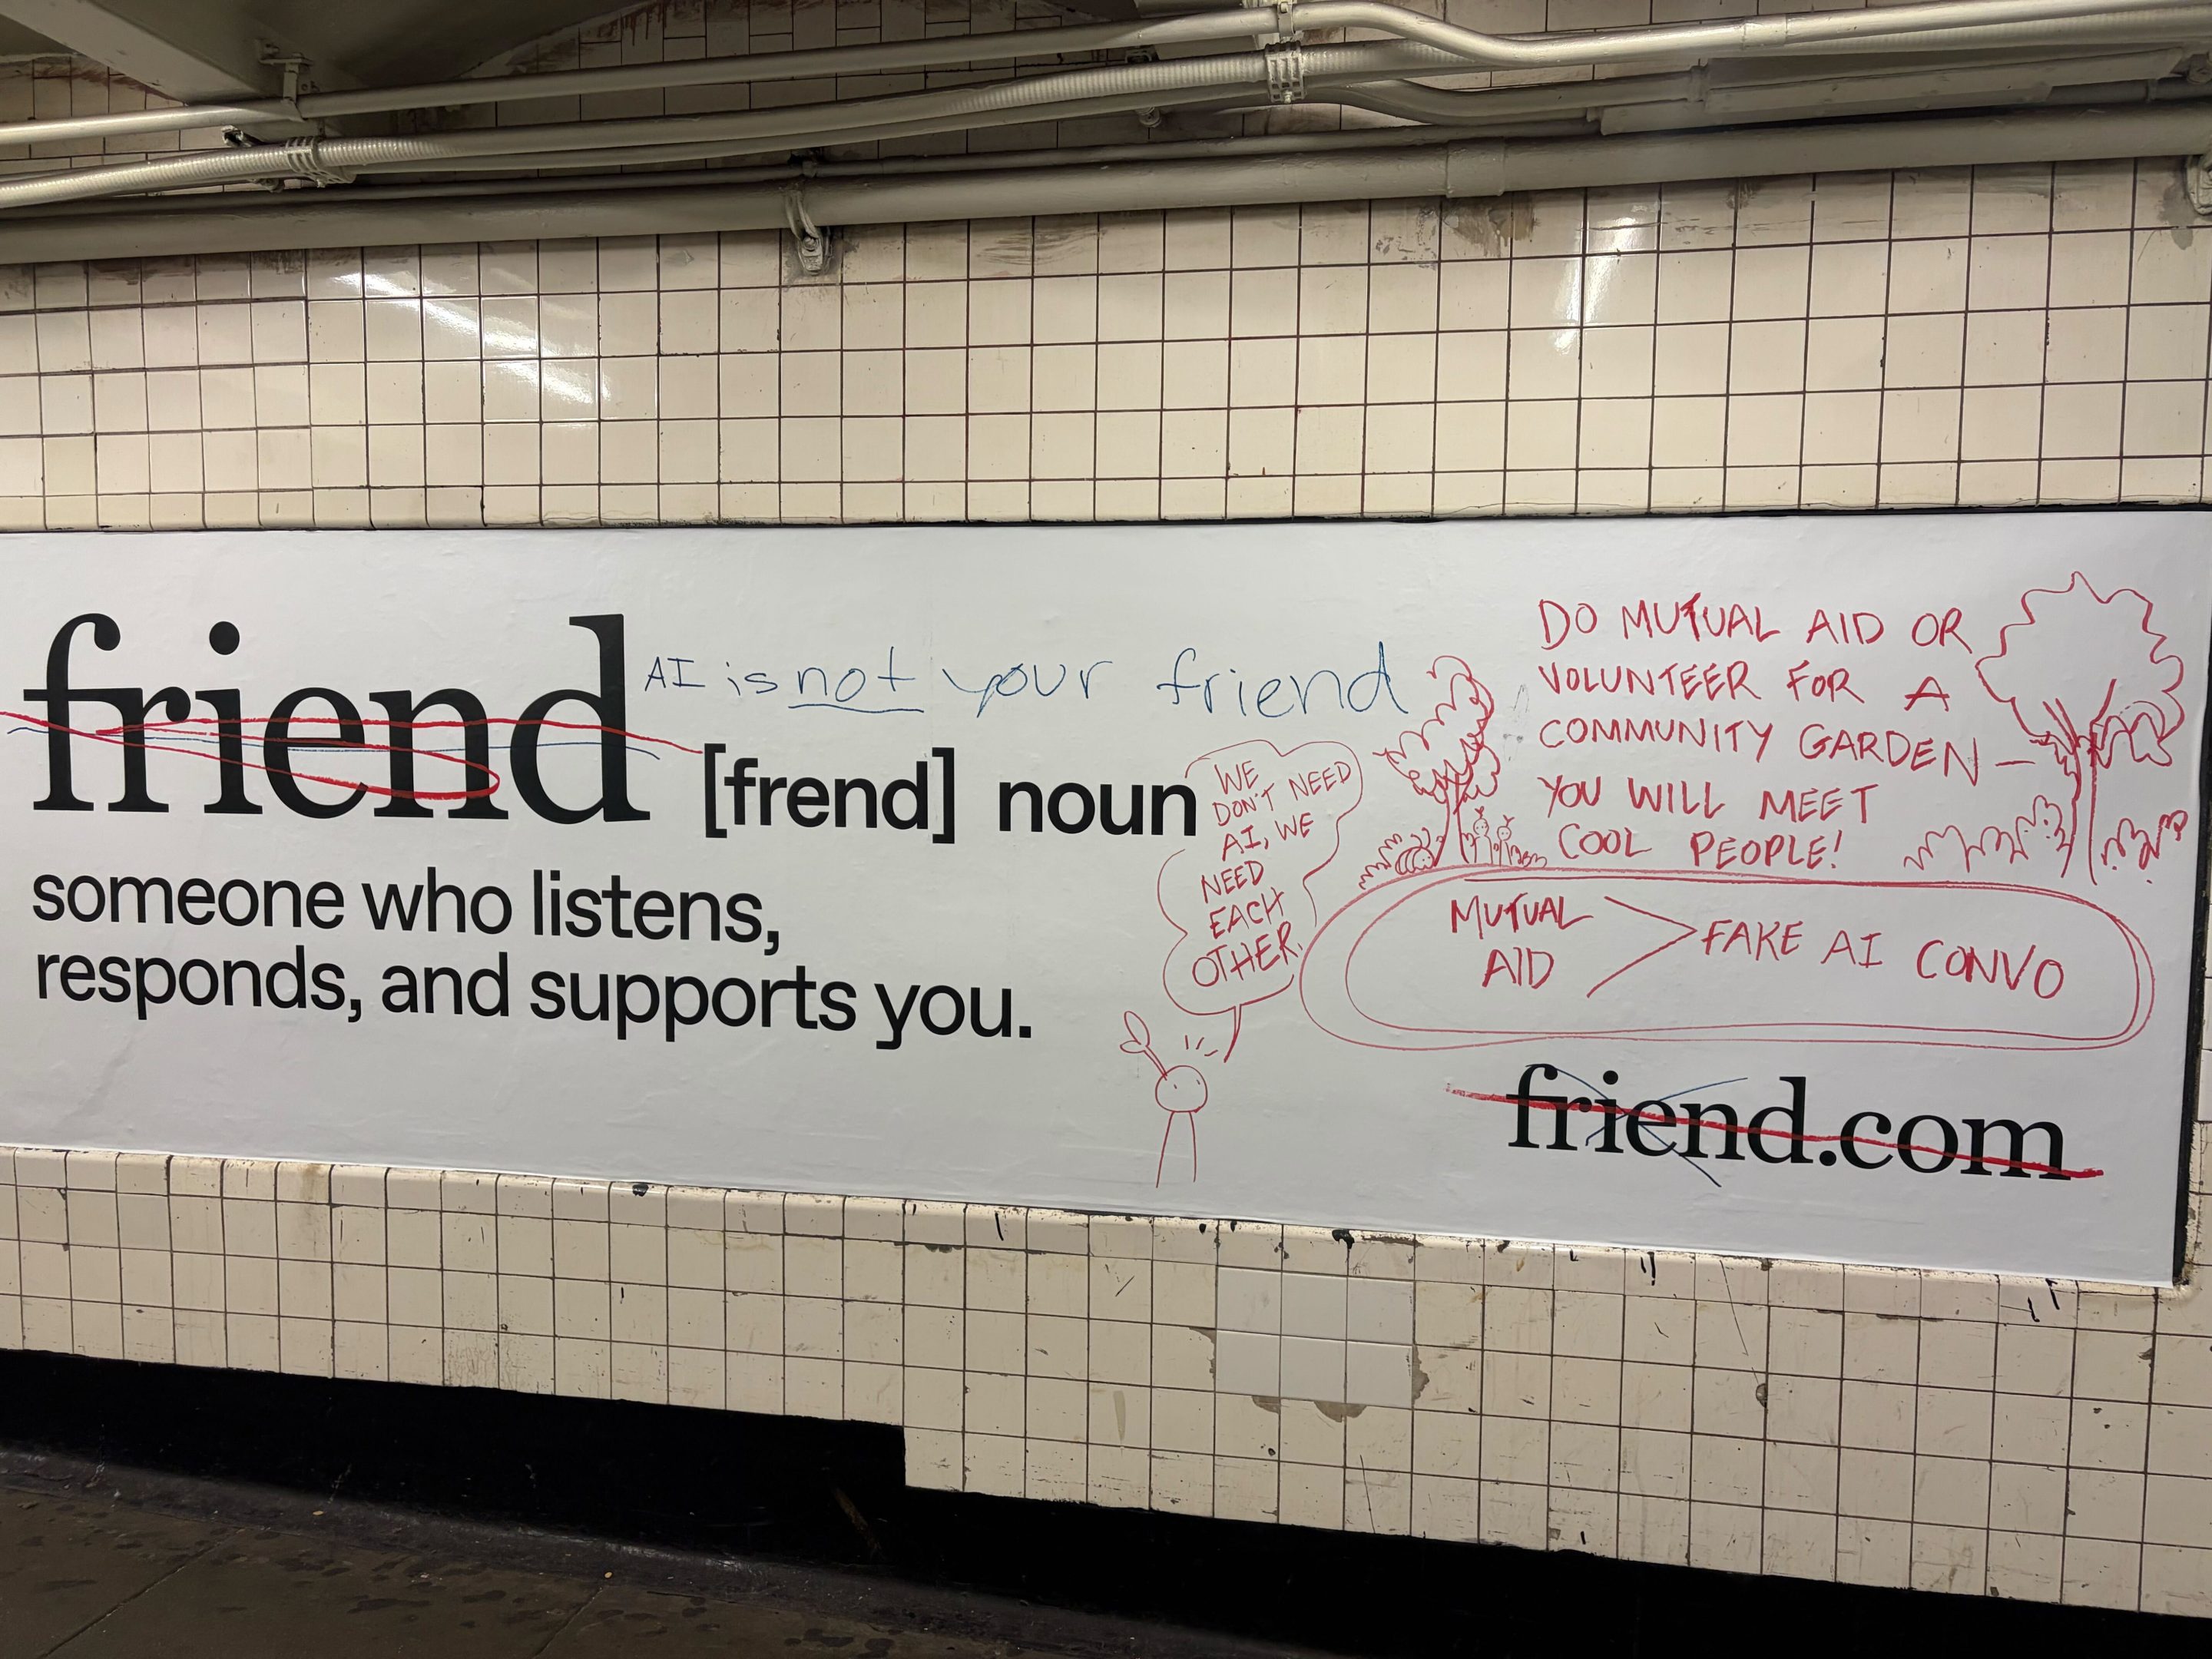 friend
AI is not your friend
[frend] noun
someone who listens,
responds, and supports you.
WE
DON'T NEED
AI, WE
NEED
EACH
OTHER.
DO MUTUAL AID OR
VOLUNTEER FOR A
COMMUNITY GARDEN —
YOU WILL MEET
COOL PEOPLE!
MUTUAL
AID
> FAKE AI CONVO
friend.com